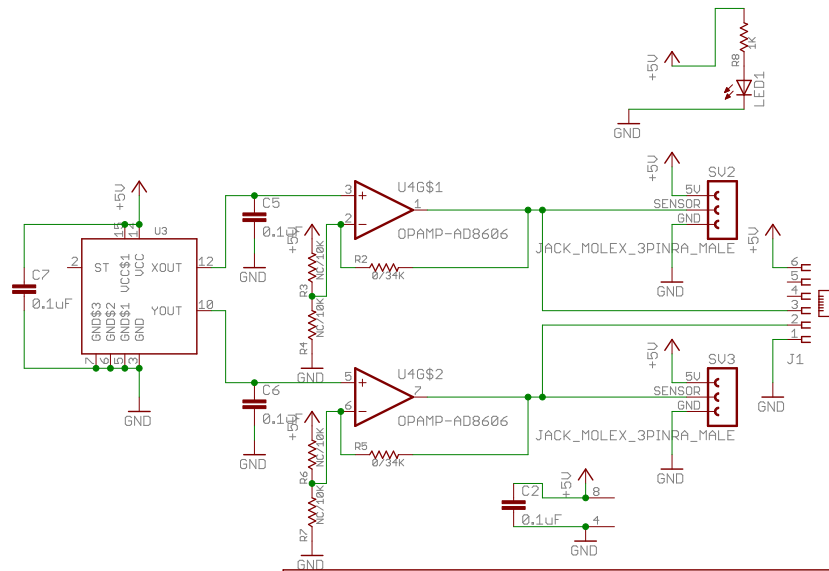 +5V
R8
1K
LED1
GND
+5V
U3
15
14
2
ST
VCC$1
VCC
XOUT
12
YOUT
10
GND$3
GND$2
GND$1
GND
7
6
5
3
GND
C7
0.1uF
C5
0.1uF
GND
+5V
R3
NC/10K
R4
NC/10K
GND
3
2
1
U4G$1
OPAMP-AD8606
R2
0/34K
C6
0.1uF
GND
+5V
R6
NC/10K
R7
NC/10K
GND
5
6
7
U4G$2
OPAMP-AD8606
R5
0/34K
+5V
SV2
5V
SENSOR
GND
JACK_MOLEX_3PINRA_MALE
GND
+5V
SV3
5V
SENSOR
GND
JACK_MOLEX_3PINRA_MALE
GND
+5V
6
5
4
3
2
1
J1
GND
C2
0.1uF
+5V
8
4
GND